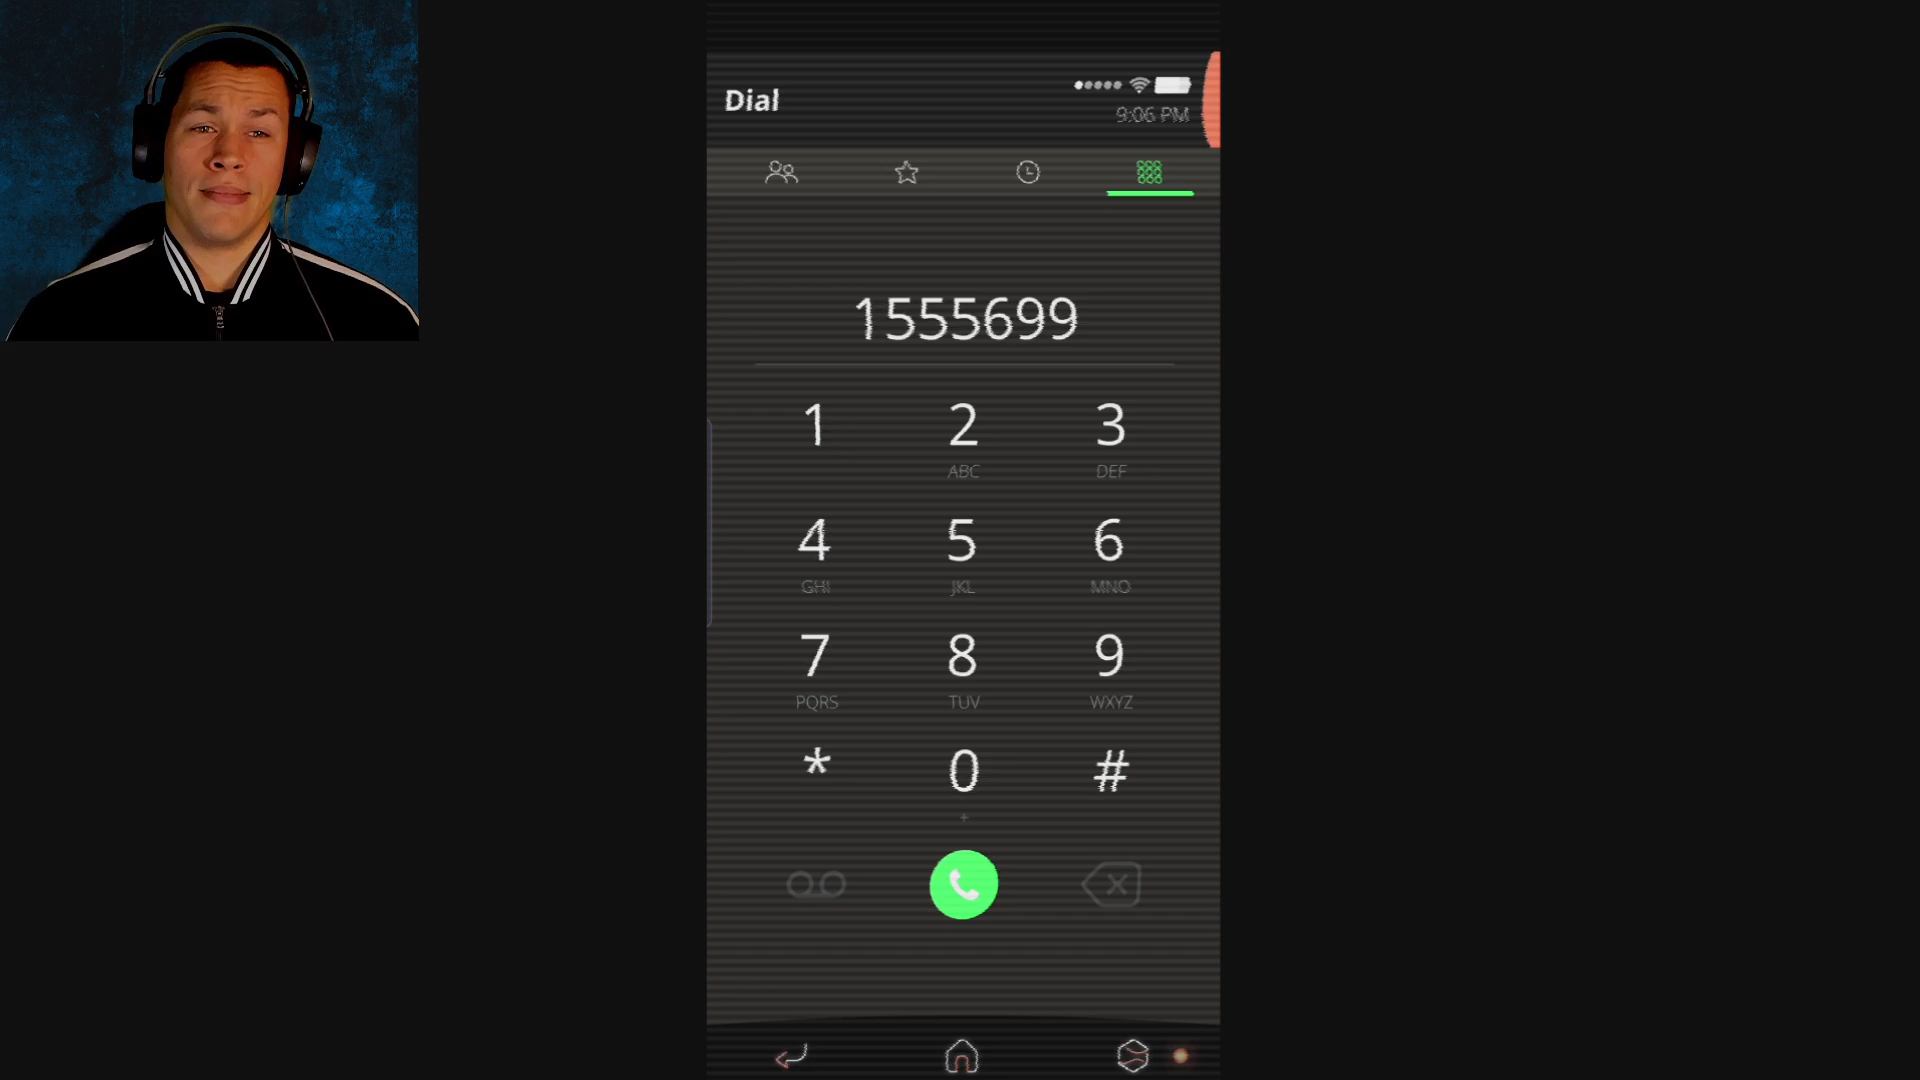 Dial
9:06 PM
1555699
1 2 3
ABC DEF
4 5 6
GHI JKL MNO
7 8 9
PQRS TUV WXYZ
* 0 #
+